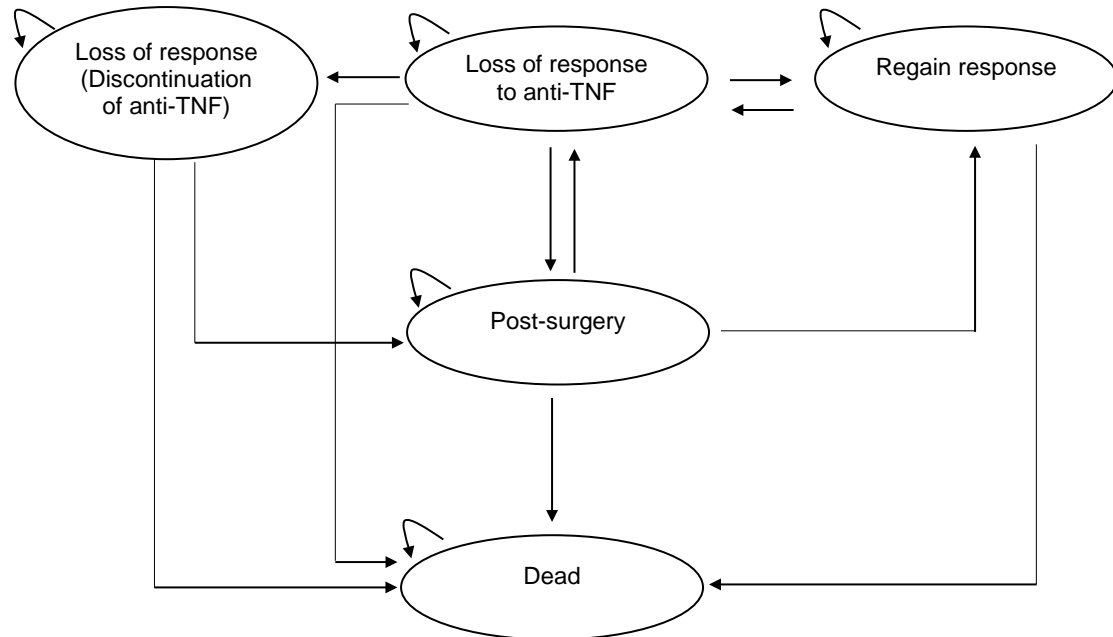 Loss of response
(Discontinuation
of anti-TNF)
Loss of response
to anti-TNF
Regain response
Post-surgery
Dead